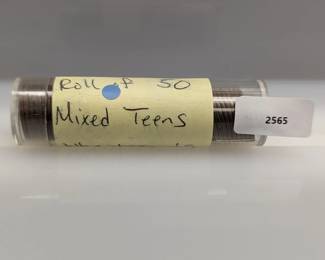 Roll of 50
Mixed Teens
2565